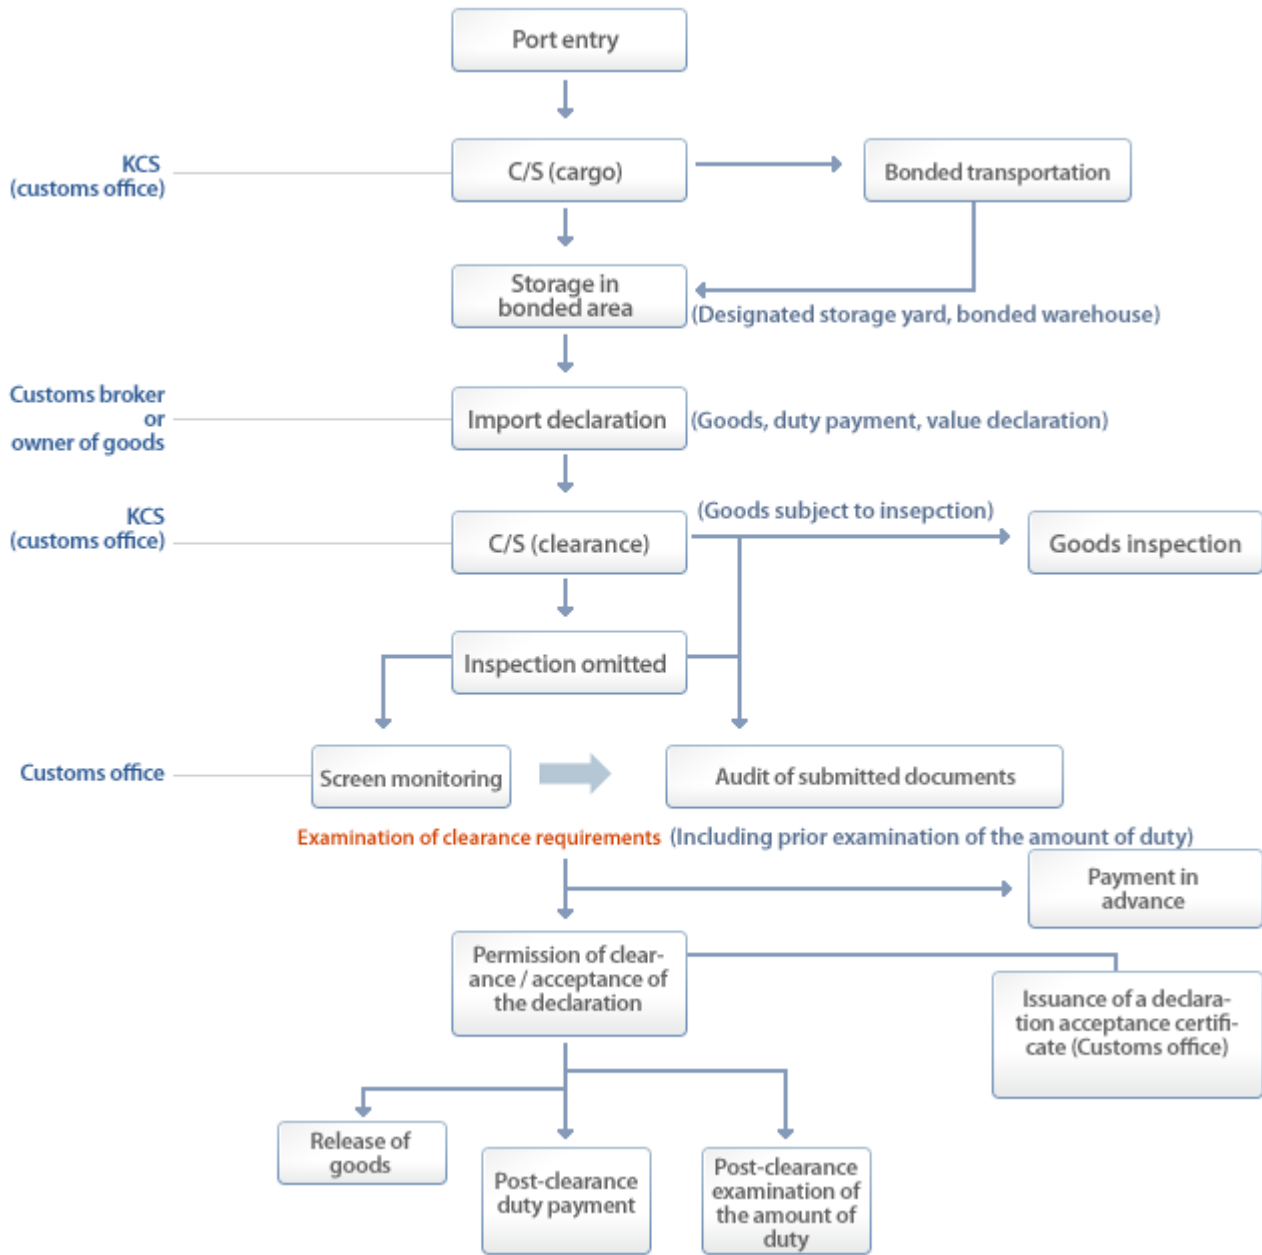 Port entry
KCS
(customs office)
C/S (cargo)
Bonded transportation
Storage in
bonded area
(Designated storage yard, bonded warehouse)
Customs broker
or
owner of goods
Import declaration
(Goods, duty payment, value declaration)
KCS
(customs office)
C/S (clearance)
(Goods subject to insepction)
Goods inspection
Inspection omitted
Customs office
Screen monitoring
Audit of submitted documents
Examination of clearance requirements (Including prior examination of the amount of duty)
Payment in
advance
Permission of clear-
ance / acceptance of
the declaration
Issuance of a declara-
tion acceptance certifi-
cate (Customs office)
Release of
goods
Post-clearance
duty payment
Post-clearance
examination of
the amount of
duty